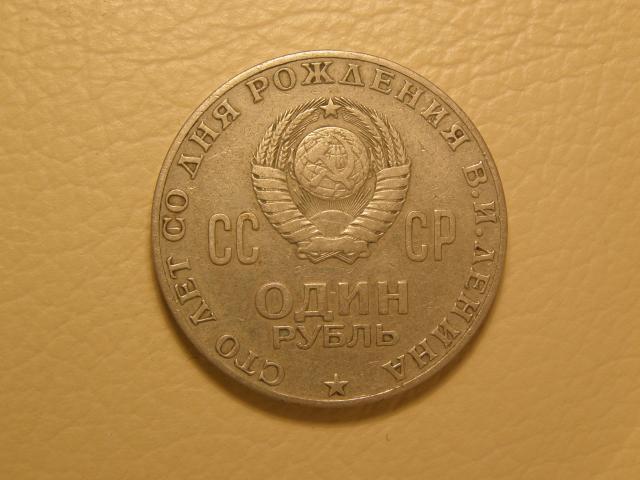 СТО ЛЕТ СО ДНЯ РОЖДЕНИЯ В.И.ЛЕНИНА
СС СР
ОДИН
РУБЛЬ